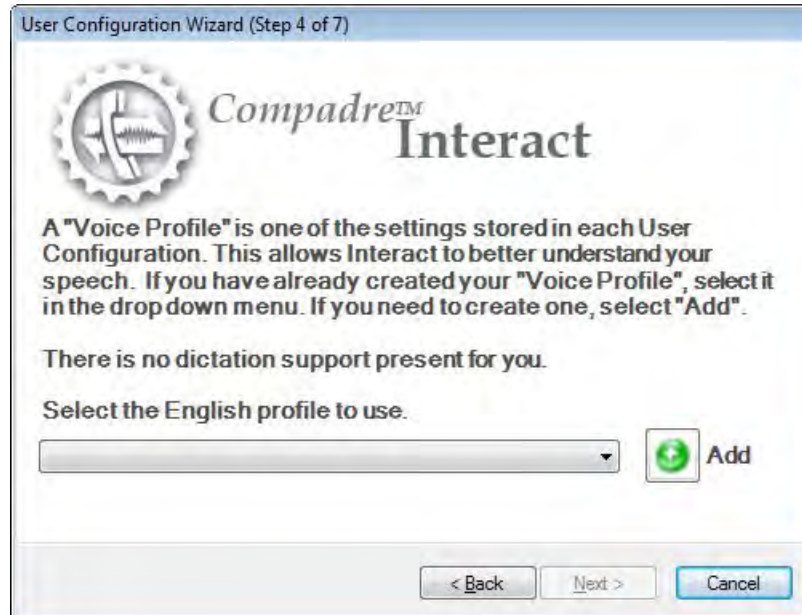 User Configuration Wizard (Step 4 of 7)
Compadre™
Interact
A "Voice Profile" is one of the settings stored in each User
Configuration. This allows Interact to better understand your
speech. If you have already created your "Voice Profile", select it
in the drop down menu. If you need to create one, select "Add".
There is no dictation support present for you.
Select the English profile to use.
Add
< Back
Next >
Cancel